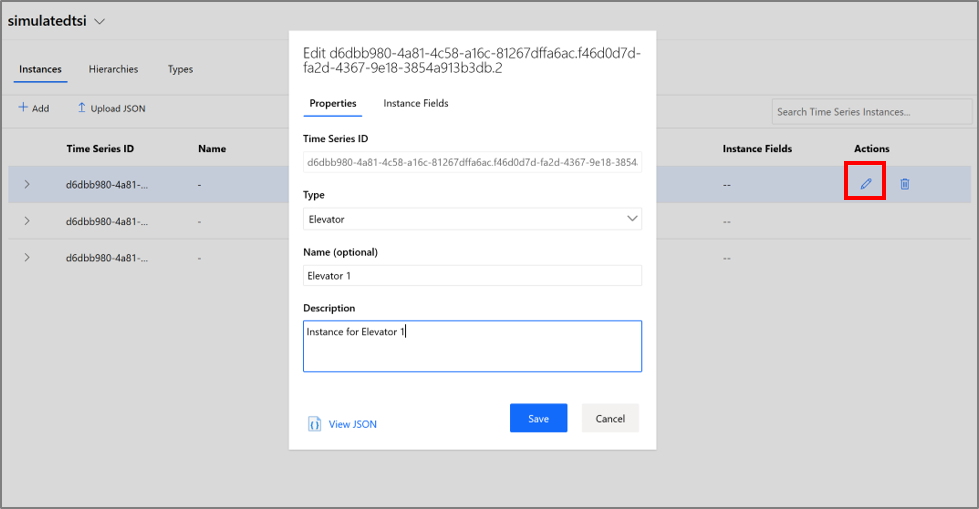 simulatedtsi
Instances Hierarchies Types
Add Upload JSON
Search Time Series Instances...
Time Series ID Name Instance Fields Actions
d6dbb980-4a81-... - --
d6dbb980-4a81-... - --
d6dbb980-4a81-... - --
Edit d6dbb980-4a81-4c58-a16c-81267dffa6ac.f46d0d7d-
fa2d-4367-9e18-3854a913b3db.2
Properties Instance Fields
Time Series ID
d6dbb980-4a81-4c58-a16c-81267dffa6ac.f46d0d7d-fa2d-4367-9e18-3854.
Type
Elevator
Name (optional)
Elevator 1
Description
Instance for Elevator 1
View JSON
Save Cancel